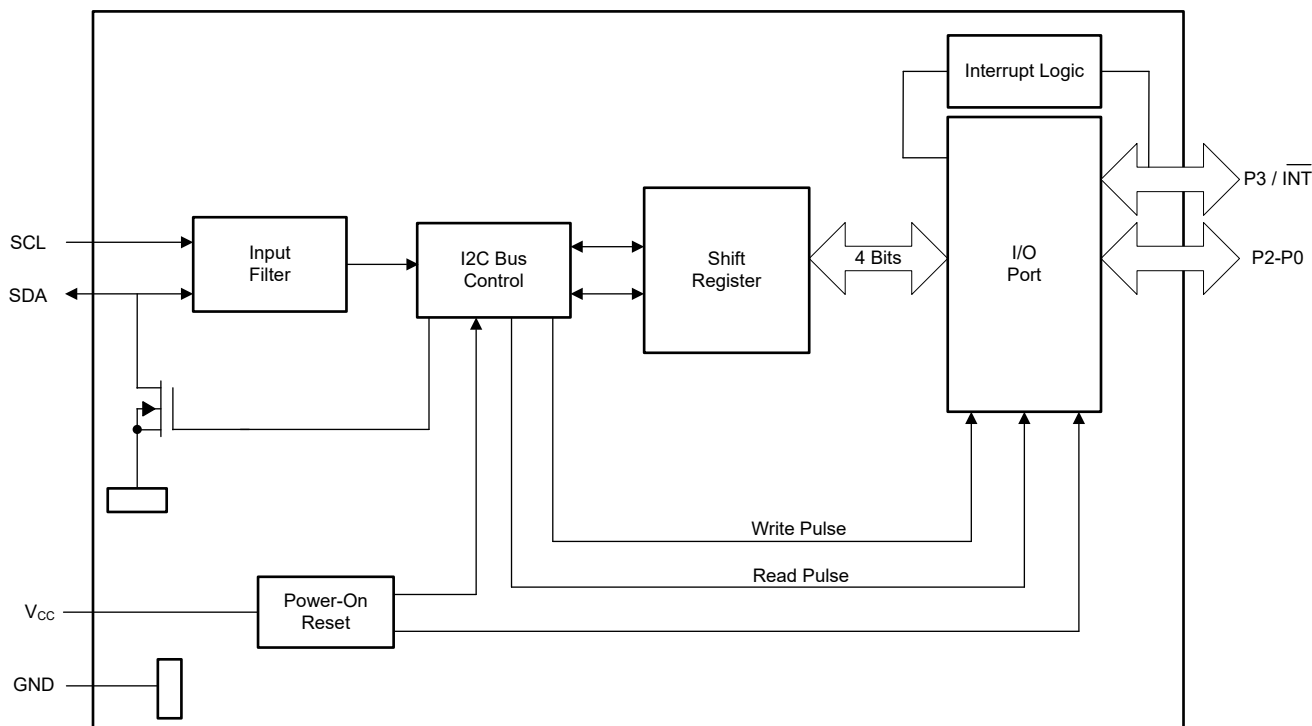 Interrupt Logic
P3 / INT
SCL
Input
Filter
I2C Bus
Control
Shift
Register
4 Bits
I/O
Port
P2-P0
SDA
Write Pulse
Read Pulse
VCC
Power-On
Reset
GND